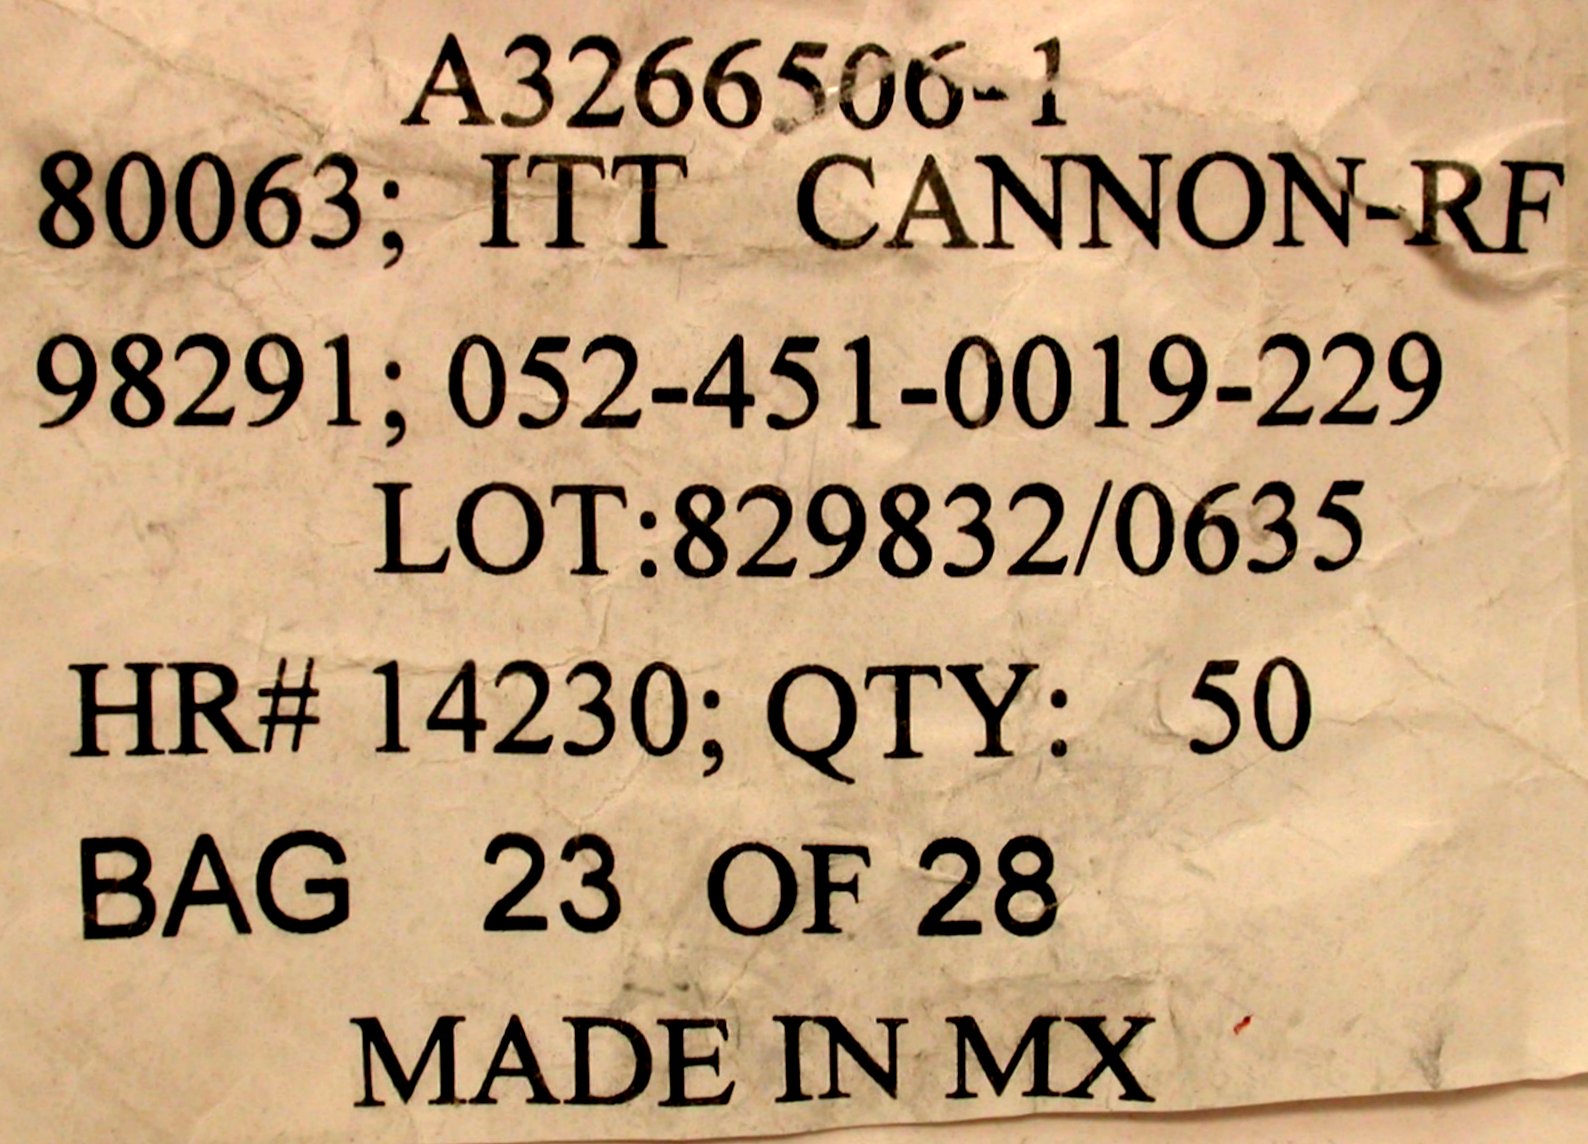 A3266506-1
80063; ITT CANNON-RF
98291; 052-451-0019-229
LOT:829832/0635
HR# 14230; QTY: 50
BAG 23 OF 28
MADE IN MX